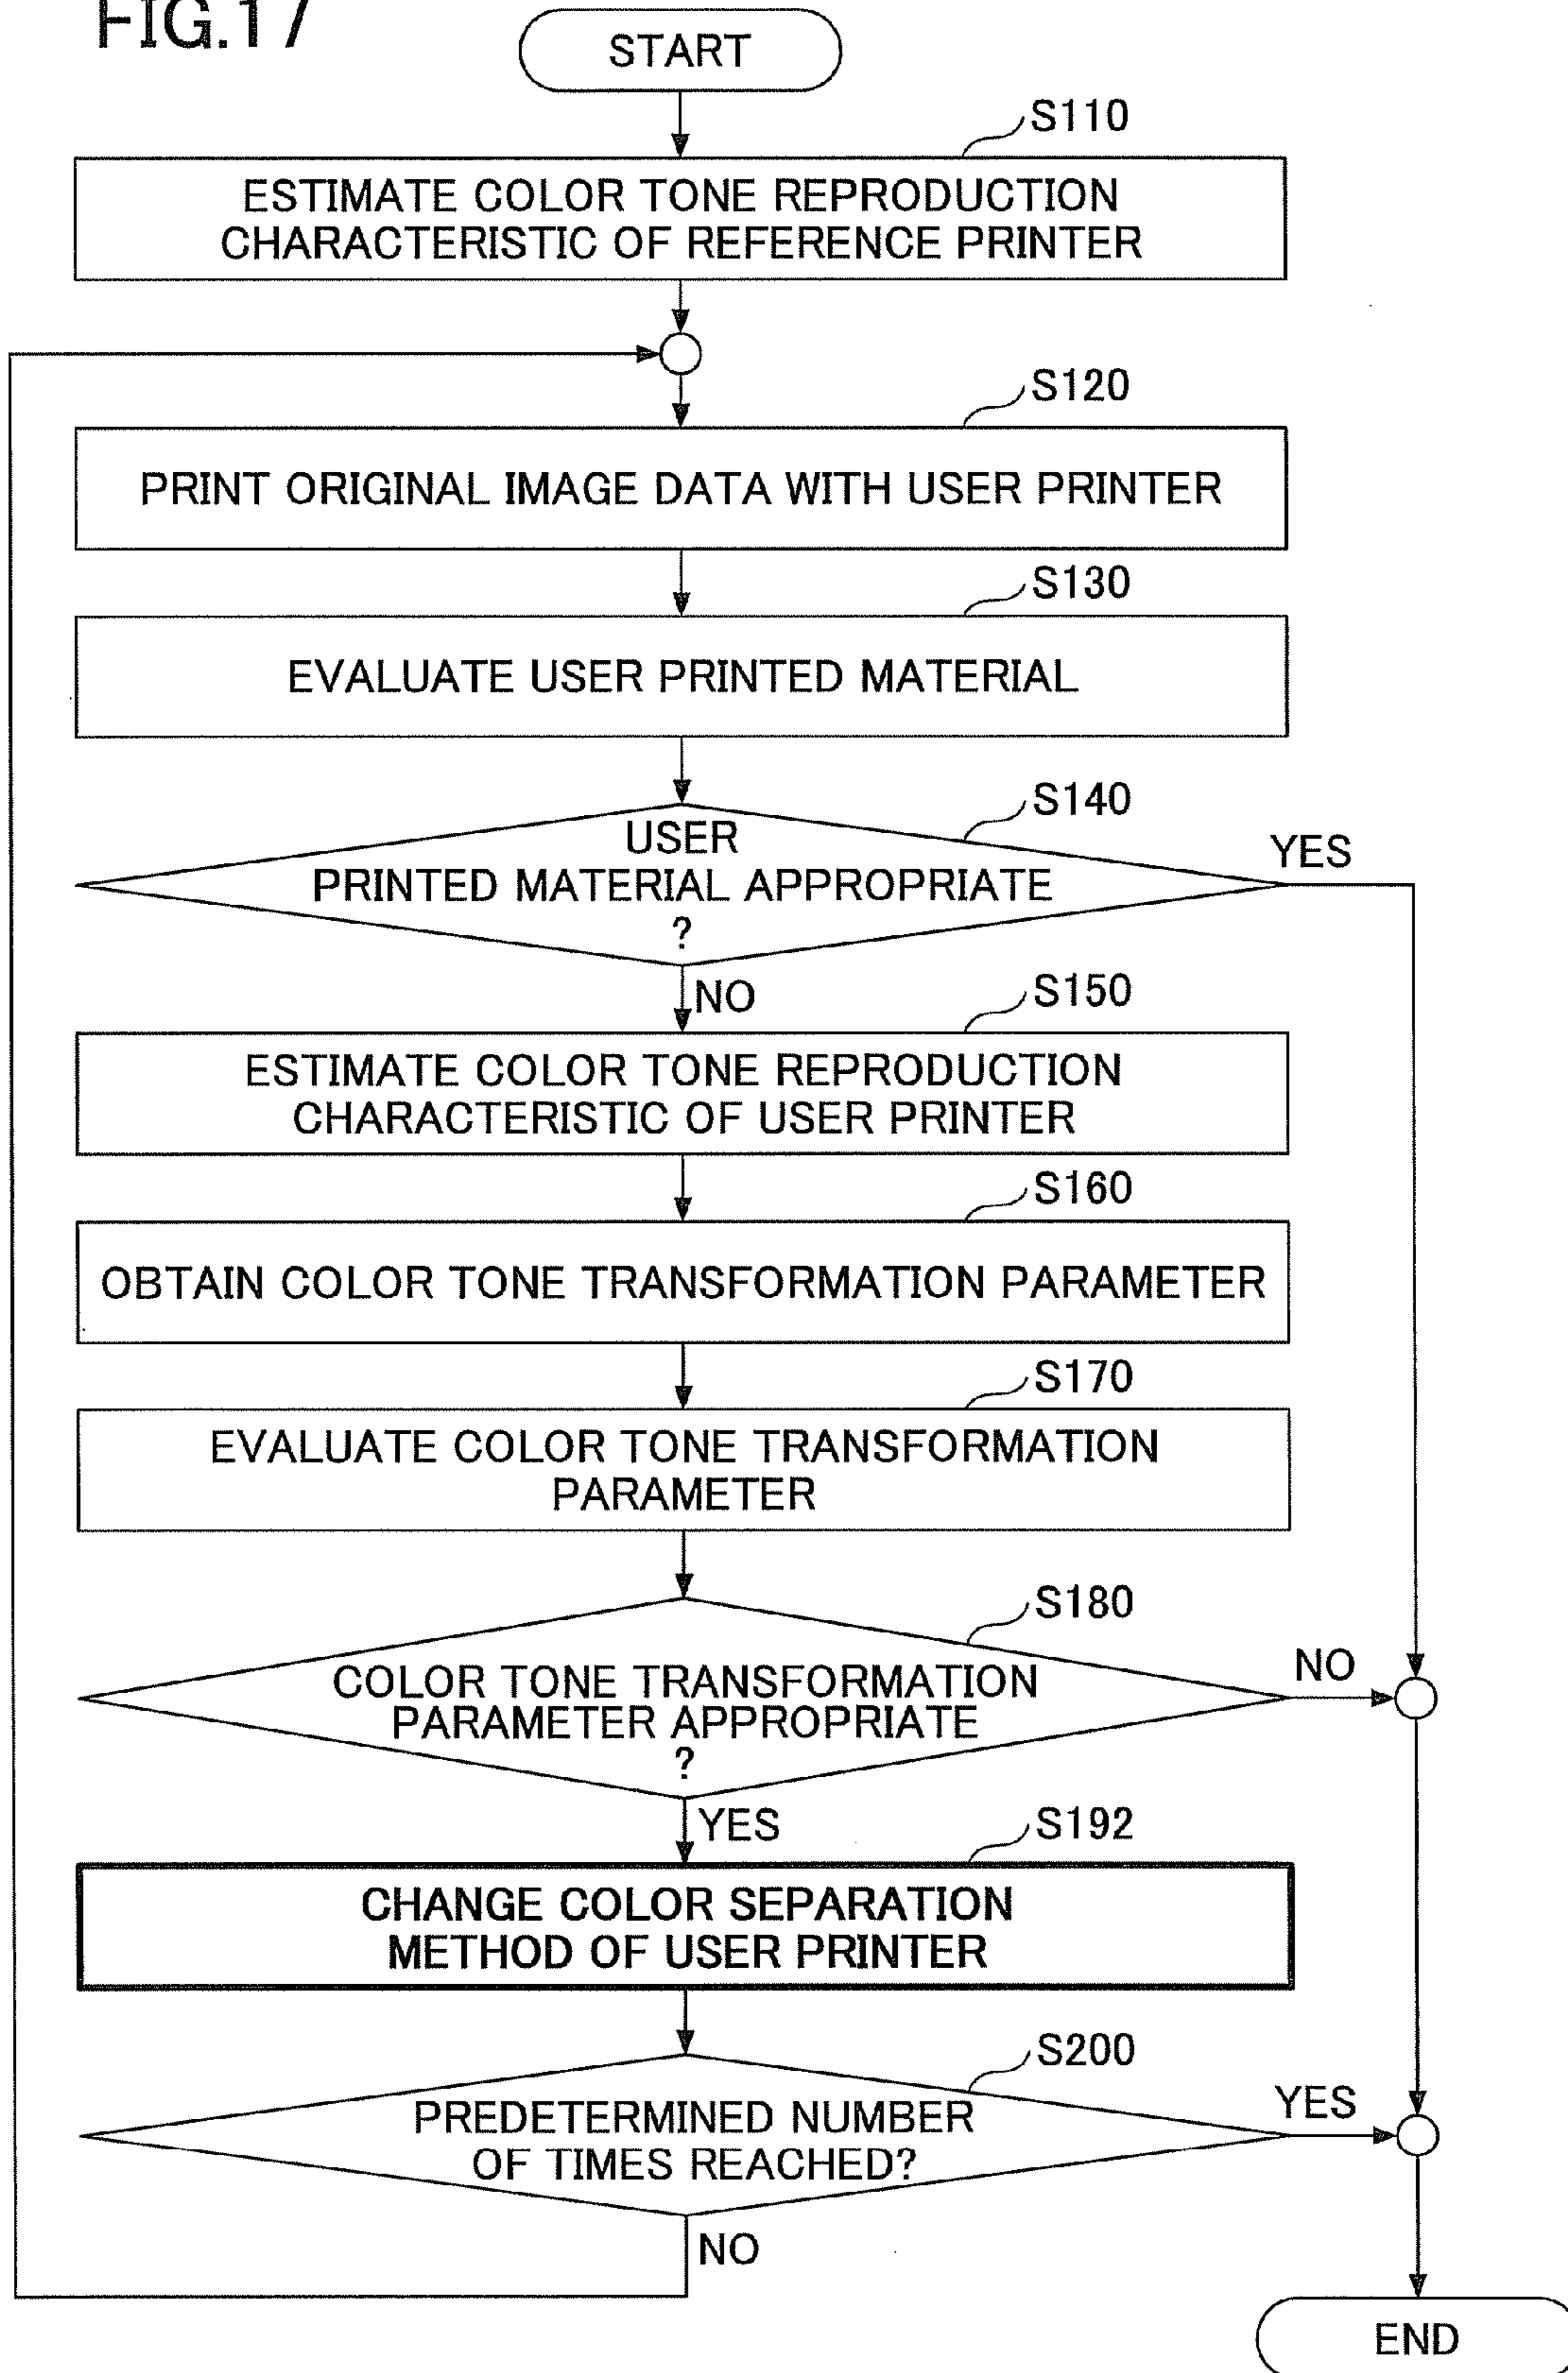 FIG.17
START
S110
ESTIMATE COLOR TONE REPRODUCTION
CHARACTERISTIC OF REFERENCE PRINTER
S120
PRINT ORIGINAL IMAGE DATA WITH USER PRINTER
S130
EVALUATE USER PRINTED MATERIAL
S140
USER
PRINTED MATERIAL APPROPRIATE
?
YES
NO
S150
ESTIMATE COLOR TONE REPRODUCTION
CHARACTERISTIC OF USER PRINTER
S160
OBTAIN COLOR TONE TRANSFORMATION PARAMETER
S170
EVALUATE COLOR TONE TRANSFORMATION
PARAMETER
S180
COLOR TONE TRANSFORMATION
PARAMETER APPROPRIATE
?
NO
YES
S192
CHANGE COLOR SEPARATION
METHOD OF USER PRINTER
S200
PREDETERMINED NUMBER
OF TIMES REACHED?
YES
NO
END